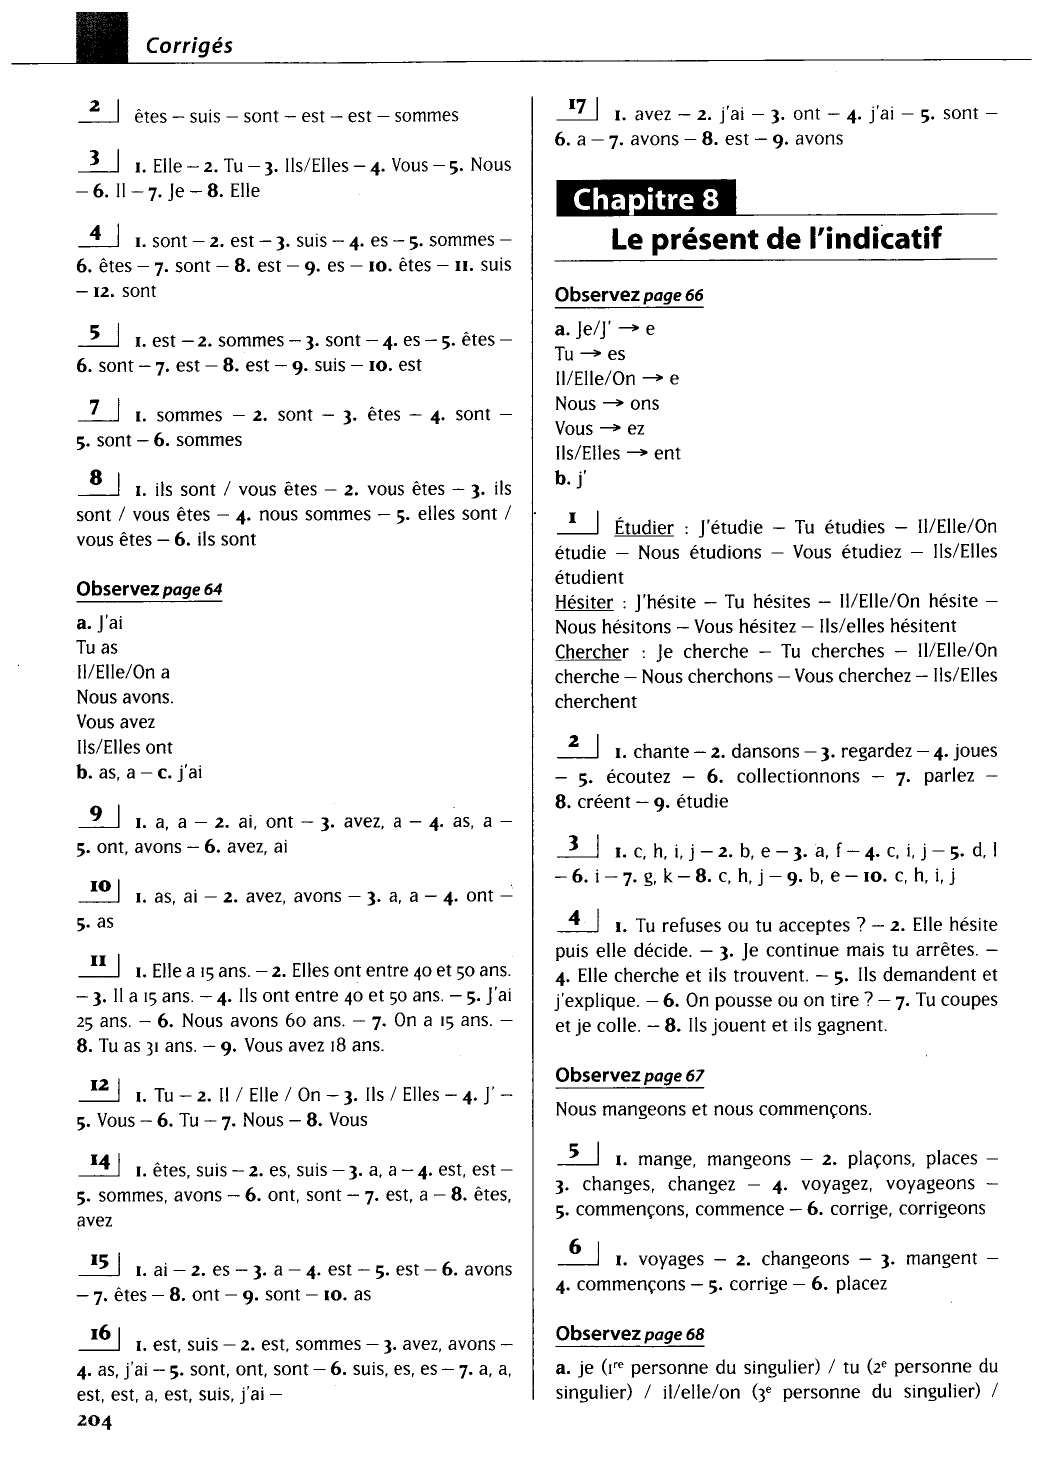 Corrigés
2 êtes – suis – sont – est – est – sommes
3 1. Elle – 2. Tu – 3. Ils/Elles – 4. Vous – 5. Nous
– 6. Il – 7. Je – 8. Elle
4 1. sont – 2. est – 3. suis – 4. es – 5. sommes –
6. êtes – 7. sont – 8. est – 9. es – 10. êtes – 11. suis
– 12. sont
5 1. est – 2. sommes – 3. sont – 4. es – 5. êtes –
6. sont – 7. est – 8. est – 9. suis – 10. est
7 1. sommes – 2. sont – 3. êtes – 4. sont –
5. sont – 6. sommes
8 1. ils sont / vous êtes – 2. vous êtes – 3. ils
sont / vous êtes – 4. nous sommes – 5. elles sont /
vous êtes – 6. ils sont
Observez page 64
a. J'ai
Tu as
Il/Elle/On a
Nous avons.
Vous avez
Ils/Elles ont
b. as, a – c. j'ai
9 1. a, a – 2. ai, ont – 3. avez, a – 4. as, a –
5. ont, avons – 6. avez, ai
10 1. as, ai – 2. avez, avons – 3. a, a – 4. ont –
5. as
11 1. Elle a 15 ans. – 2. Elles ont entre 40 et 50 ans.
– 3. Il a 15 ans. – 4. Ils ont entre 40 et 50 ans. – 5. J'ai
25 ans. – 6. Nous avons 60 ans. – 7. On a 15 ans. –
8. Tu as 31 ans. – 9. Vous avez 18 ans.
12 1. Tu – 2. Il / Elle / On – 3. Ils / Elles – 4. J' –
5. Vous – 6. Tu – 7. Nous – 8. Vous
14 1. êtes, suis – 2. es, suis – 3. a, a – 4. est, est –
5. sommes, avons – 6. ont, sont – 7. est, a – 8. êtes,
avez
15 1. ai – 2. es – 3. a – 4. est – 5. est – 6. avons
– 7. êtes – 8. ont – 9. sont – 10. as
16 1. est, suis – 2. est, sommes – 3. avez, avons –
4. as, j'ai – 5. sont, ont, sont – 6. suis, es, es – 7. a, a,
est, est, a, est, suis, j'ai –
204
17 1. avez – 2. j'ai – 3. ont – 4. j'ai – 5. sont –
6. a – 7. avons – 8. est – 9. avons
Chapitre 8
Le présent de l'indicatif
Observez page 66
a. Je/J' → e
Tu → es
Il/Elle/On → e
Nous → ons
Vous → ez
Ils/Elles → ent
b. j'
1 Étudier : J'étudie – Tu étudies – Il/Elle/On
étudie – Nous étudions – Vous étudiez – Ils/Elles
étudient
Hésiter : J'hésite – Tu hésites – Il/Elle/On hésite –
Nous hésitons – Vous hésitez – Ils/elles hésitent
Chercher : Je cherche – Tu cherches – Il/Elle/On
cherche – Nous cherchons – Vous cherchez – Ils/Elles
cherchent
2 1. chante – 2. dansons – 3. regardez – 4. joues
– 5. écoutez – 6. collectionnons – 7. parlez –
8. créent – 9. étudie
3 1. c, h, i, j – 2. b, e – 3. a, f – 4. c, i, j – 5. d, l
– 6. i – 7. g, k – 8. c, h, j – 9. b, e – 10. c, h, i, j
4 1. Tu refuses ou tu acceptes ? – 2. Elle hésite
puis elle décide. – 3. Je continue mais tu arrêtes. –
4. Elle cherche et ils trouvent. – 5. Ils demandent et
j'explique. – 6. On pousse ou on tire ? – 7. Tu coupes
et je colle. – 8. Ils jouent et ils gagnent.
Observez page 67
Nous mangeons et nous commençons.
5 1. mange, mangeons – 2. plaçons, places –
3. changes, changez – 4. voyagez, voyageons –
5. commençons, commence – 6. corrige, corrigeons
6 1. voyages – 2. changeons – 3. mangent –
4. commençons – 5. corrige – 6. placez
Observez page 68
a. je (1re personne du singulier) / tu (2e personne du
singulier) / il/elle/on (3e personne du singulier) /